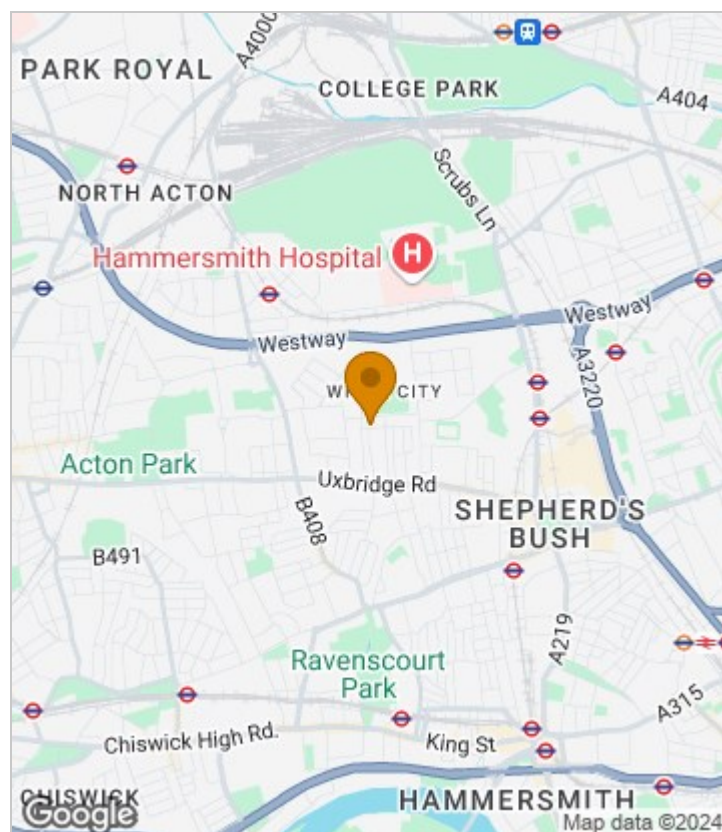 A4000
PARK ROYAL
COLLEGE PARK
A404
Scrubs Ln
NORTH ACTON
Hammersmith Hospital
H
Westway
Westway
A3220
CITY
Acton Park
Uxbridge Rd
SHEPHERD'S
BUSH
B408
B491
A219
Ravenscourt
Park
A315
Chiswick High Rd.
King St
CHISWICK
HAMMERSMITH
Google
Map data ©2024